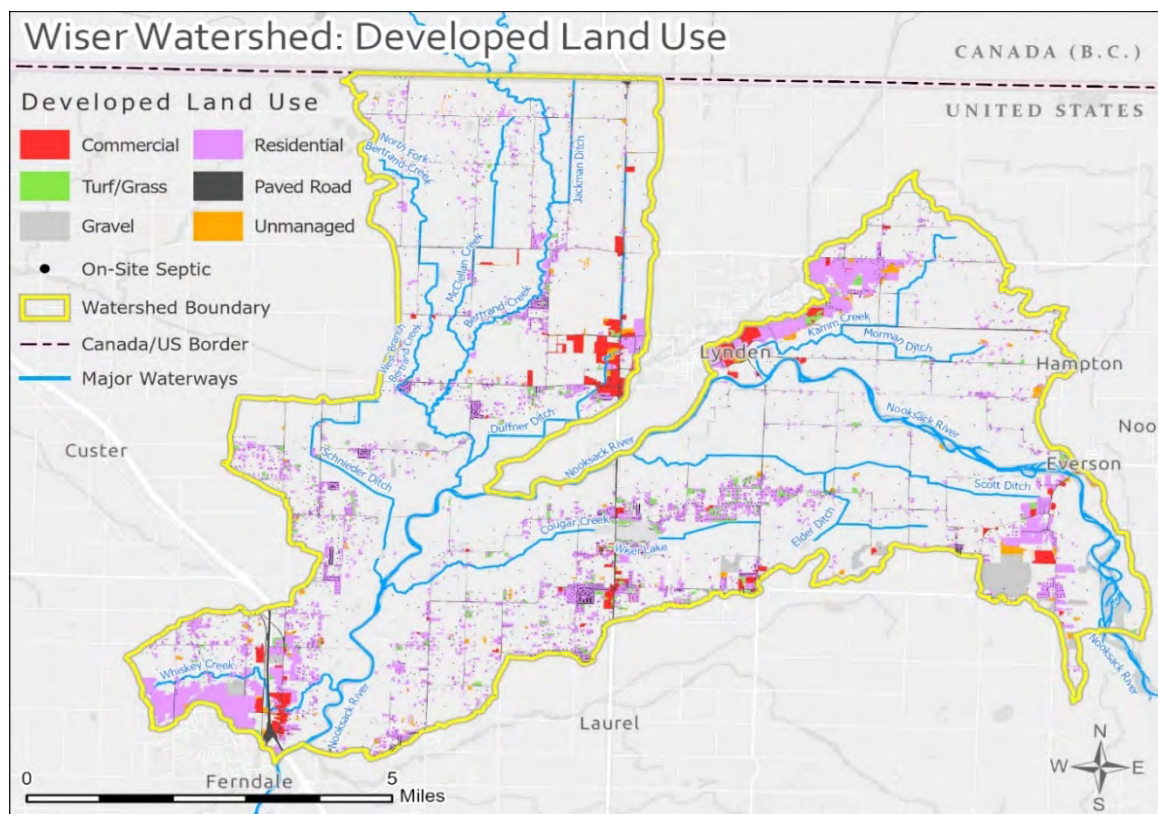 Wiser Watershed: Developed Land Use
CANADA (B.C.)
UNITED STATES
Developed Land Use
Commercial
Residential
Turf/Grass
Paved Road
Gravel
Unmanaged
On-Site Septic
Watershed Boundary
Canada/US Border
Major Waterways
North Fork
Bertrand Creek
Jackman Ditch
McClellan Creek
Bertrand Creek
West Branch
Bertrand Creek
Kamm Creek
Mormon Ditch
Lynden
Hampton
Duffner Ditch
Nooksack River
Nooksack River
Noo
Custer
Schnieder Ditch
Everson
Scott Ditch
Cougar Creek
Elder Ditch
Wiser Lake
Whiskey Creek
Nooksack River
Nooksack River
Laurel
Ferndale
N
W
E
S
0
5
Miles